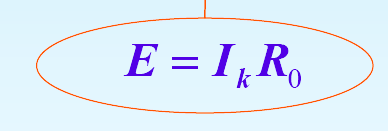 E = I_k R_0